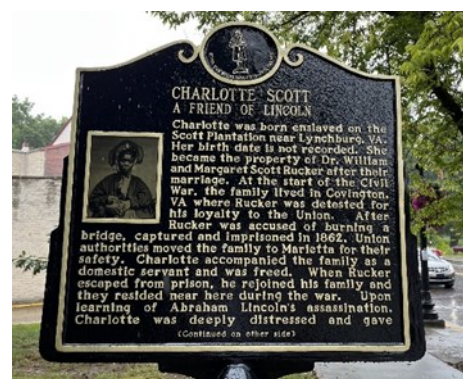 CHARLOTTE SCOTT
A FRIEND OF LINCOLN
Charlotte was born enslaved on the
Scott Plantation near Lynchburg, VA.
Her birth date is not recorded. She
became the property of Dr. William
and Margaret Scott Rucker after their
marriage. At the start of the Civil
War, the family lived in Covington,
VA where Rucker was detested for
his loyalty to the Union. After
Rucker was accused of burning a
bridge, captured and imprisoned in 1862, Union
authorities moved the family to Marietta for their
safety. Charlotte accompanied the family as a
domestic servant and was freed. When Rucker
escaped from prison, he rejoined his family and
they resided near here during the war. Upon
learning of Abraham Lincoln's assassination,
Charlotte was deeply distressed and gave
(Continued on other side)